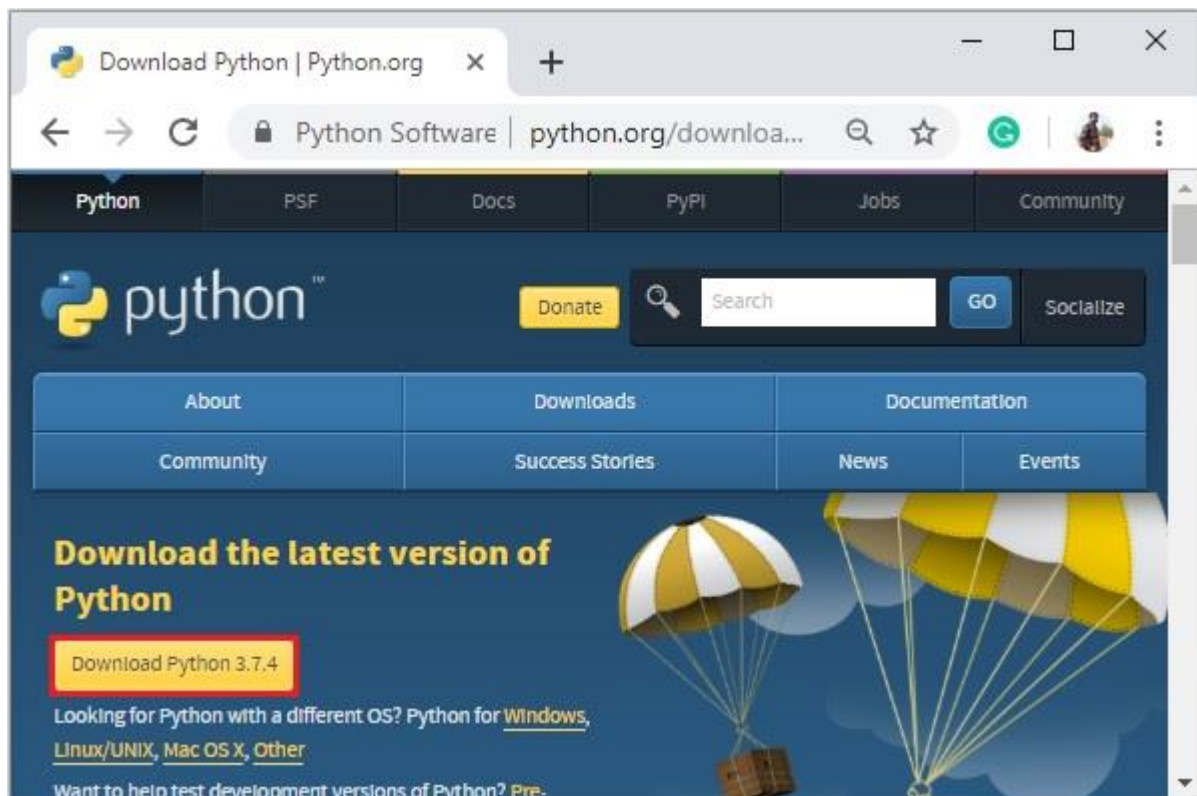 Download Python | Python.org
Python Software | python.org/downloa...
Python PSF Docs PyPI Jobs Community
python™
Donate Search GO Socialize
About Downloads Documentation
Community Success Stories News Events
Download the latest version of
Python
Download Python 3.7.4
Looking for Python with a different OS? Python for Windows,
Linux/UNIX, Mac OS X, Other
Want to help test development versions of Python? Pre-